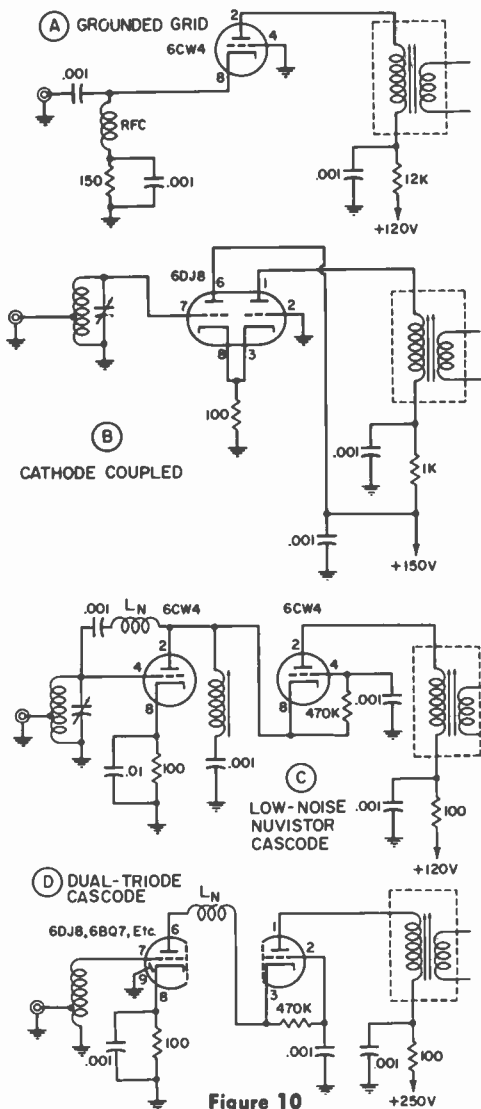 A GROUNDED GRID
2
6CW4
4
8
.001
RFC
150
.001
.001
12K
+120V
6DJ8
6
1
7
2
8
3
100
B
CATHODE COUPLED
.001
1K
.001
+150V
.001
LN
6CW4
2
4
8
.01
100
.001
6CW4
2
4
8
470K
.001
C
LOW-NOISE
NUVISTOR
CASCODE
.001
100
+120V
D DUAL-TRIODE
CASCODE
6DJ8, 6BQ7, Etc.
6
7
9
8
.001
100
LN
1
2
3
470K
.001
.001
100
+250V
Figure 10